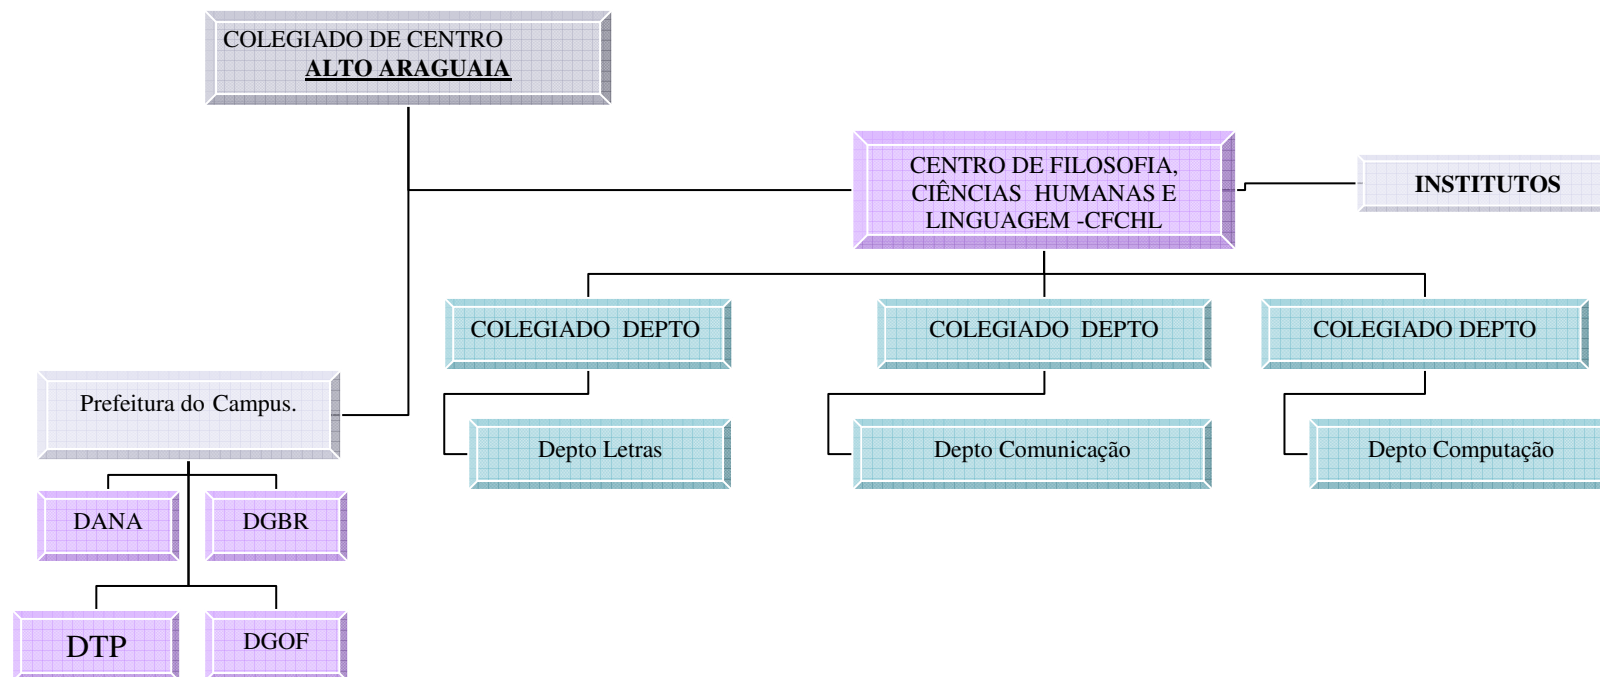 COLEGIADO DE CENTRO
ALTO ARAGUAIA
CENTRO DE FILOSOFIA,
CIÊNCIAS HUMANAS E
LINGUAGEM -CFCHL
INSTITUTOS
COLEGIADO DEPTO
COLEGIADO DEPTO
COLEGIADO DEPTO
Prefeitura do Campus.
Depto Letras
Depto Comunicação
Depto Computação
DANA
DGBR
DTP
DGOF